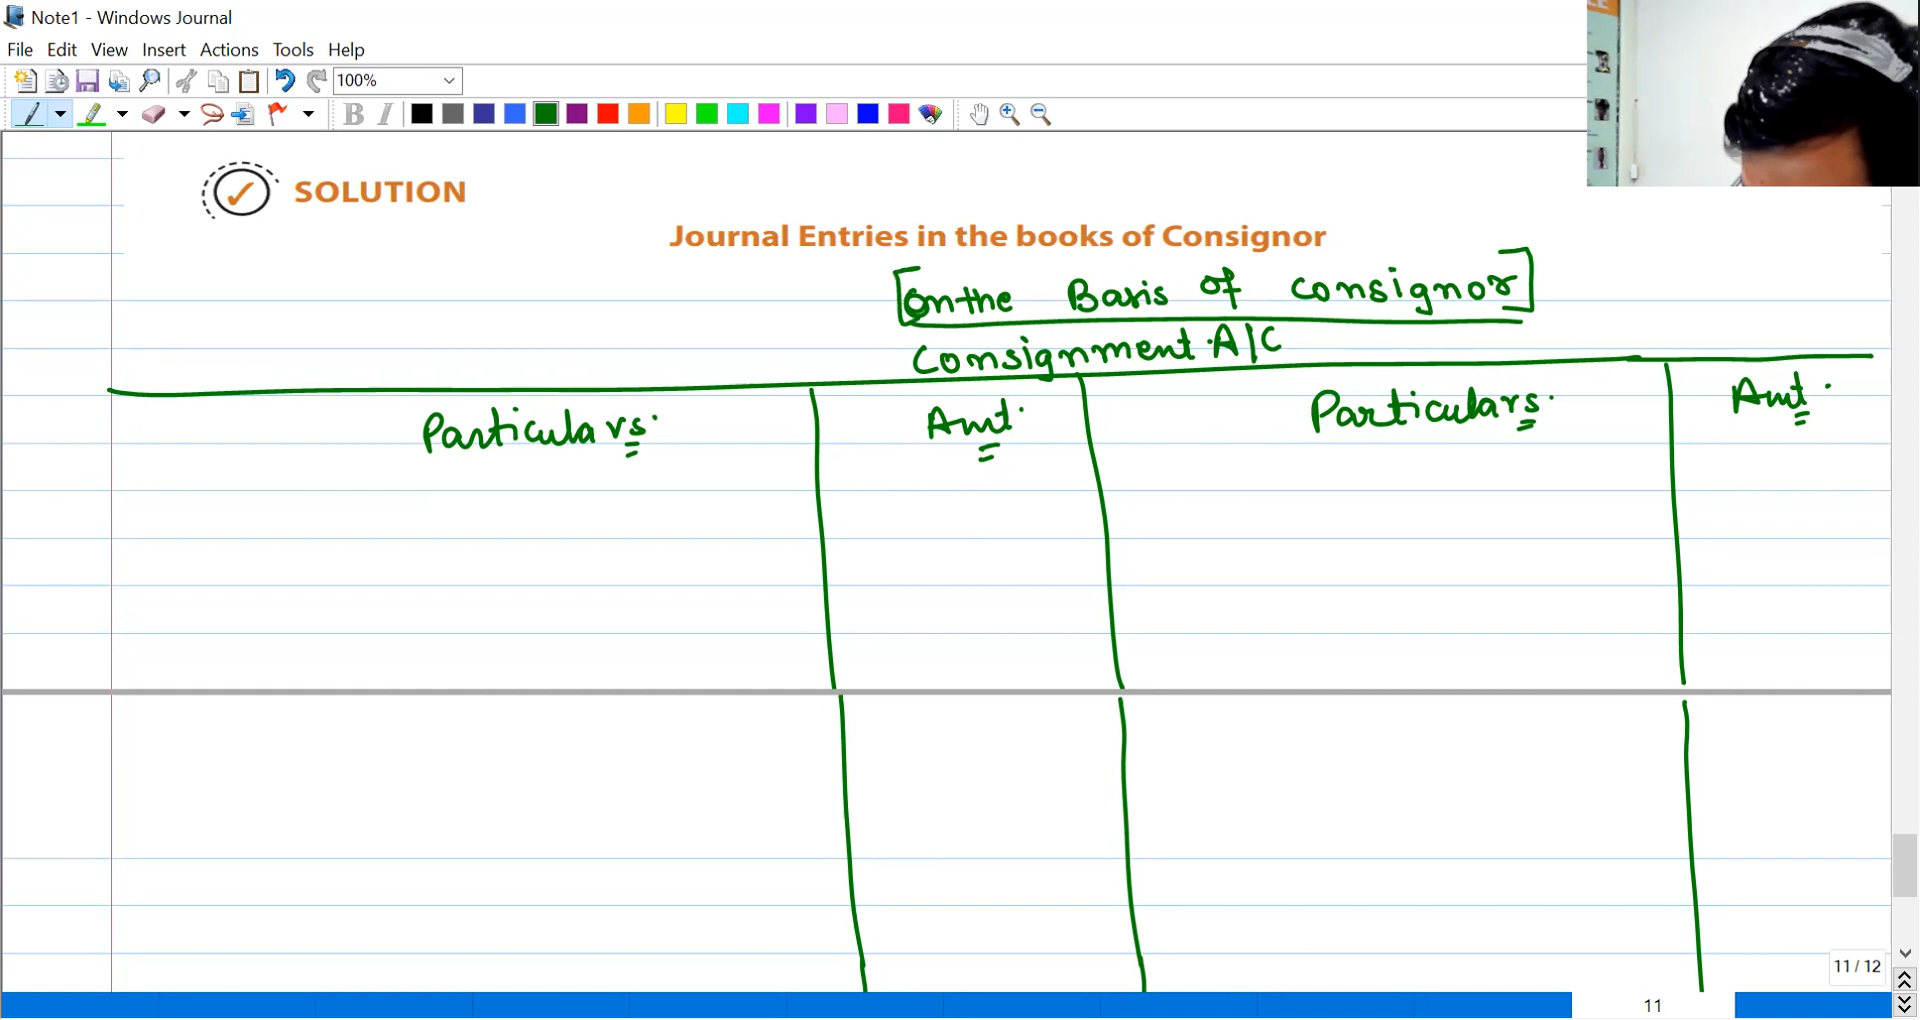 Note1 - Windows Journal
File Edit View Insert Actions Tools Help
100%
B I
SOLUTION
Journal Entries in the books of Consignor
[On the Basis of consignor]
Consignment A/C
Particulars. Amt. Particulars. Amt.
11 / 12
11